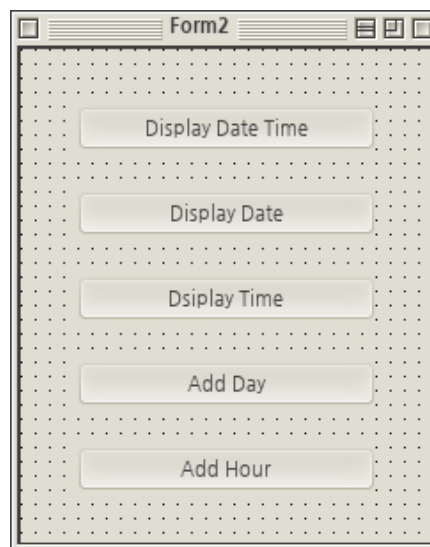 Form2
Display Date Time
Display Date
Dsiplay Time
Add Day
Add Hour